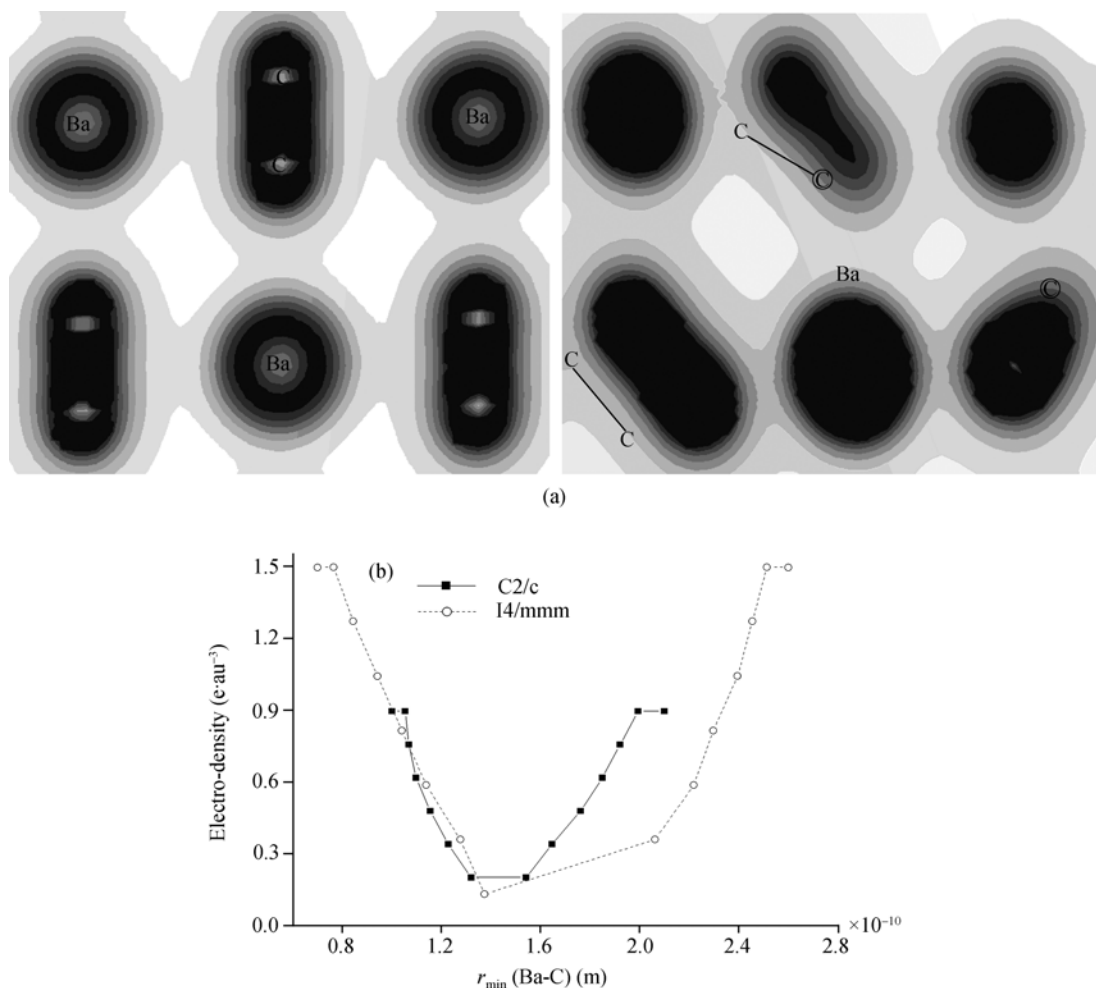 Ba
C
C
Ba
Ba
C
C
Ba
C
C
C
(a)
(b)
C2/c
I4/mmm
1.5
1.2
0.9
0.6
0.3
0.0
Electro-density (e·au⁻³)
0.8 1.2 1.6 2.0 2.4 2.8
×10⁻¹⁰
r_min (Ba-C) (m)